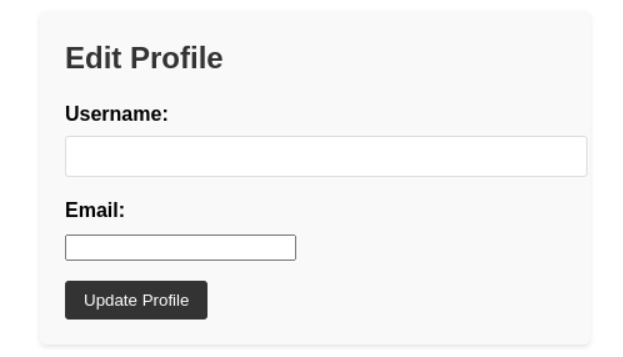 Edit Profile
Username:
Email:
Update Profile